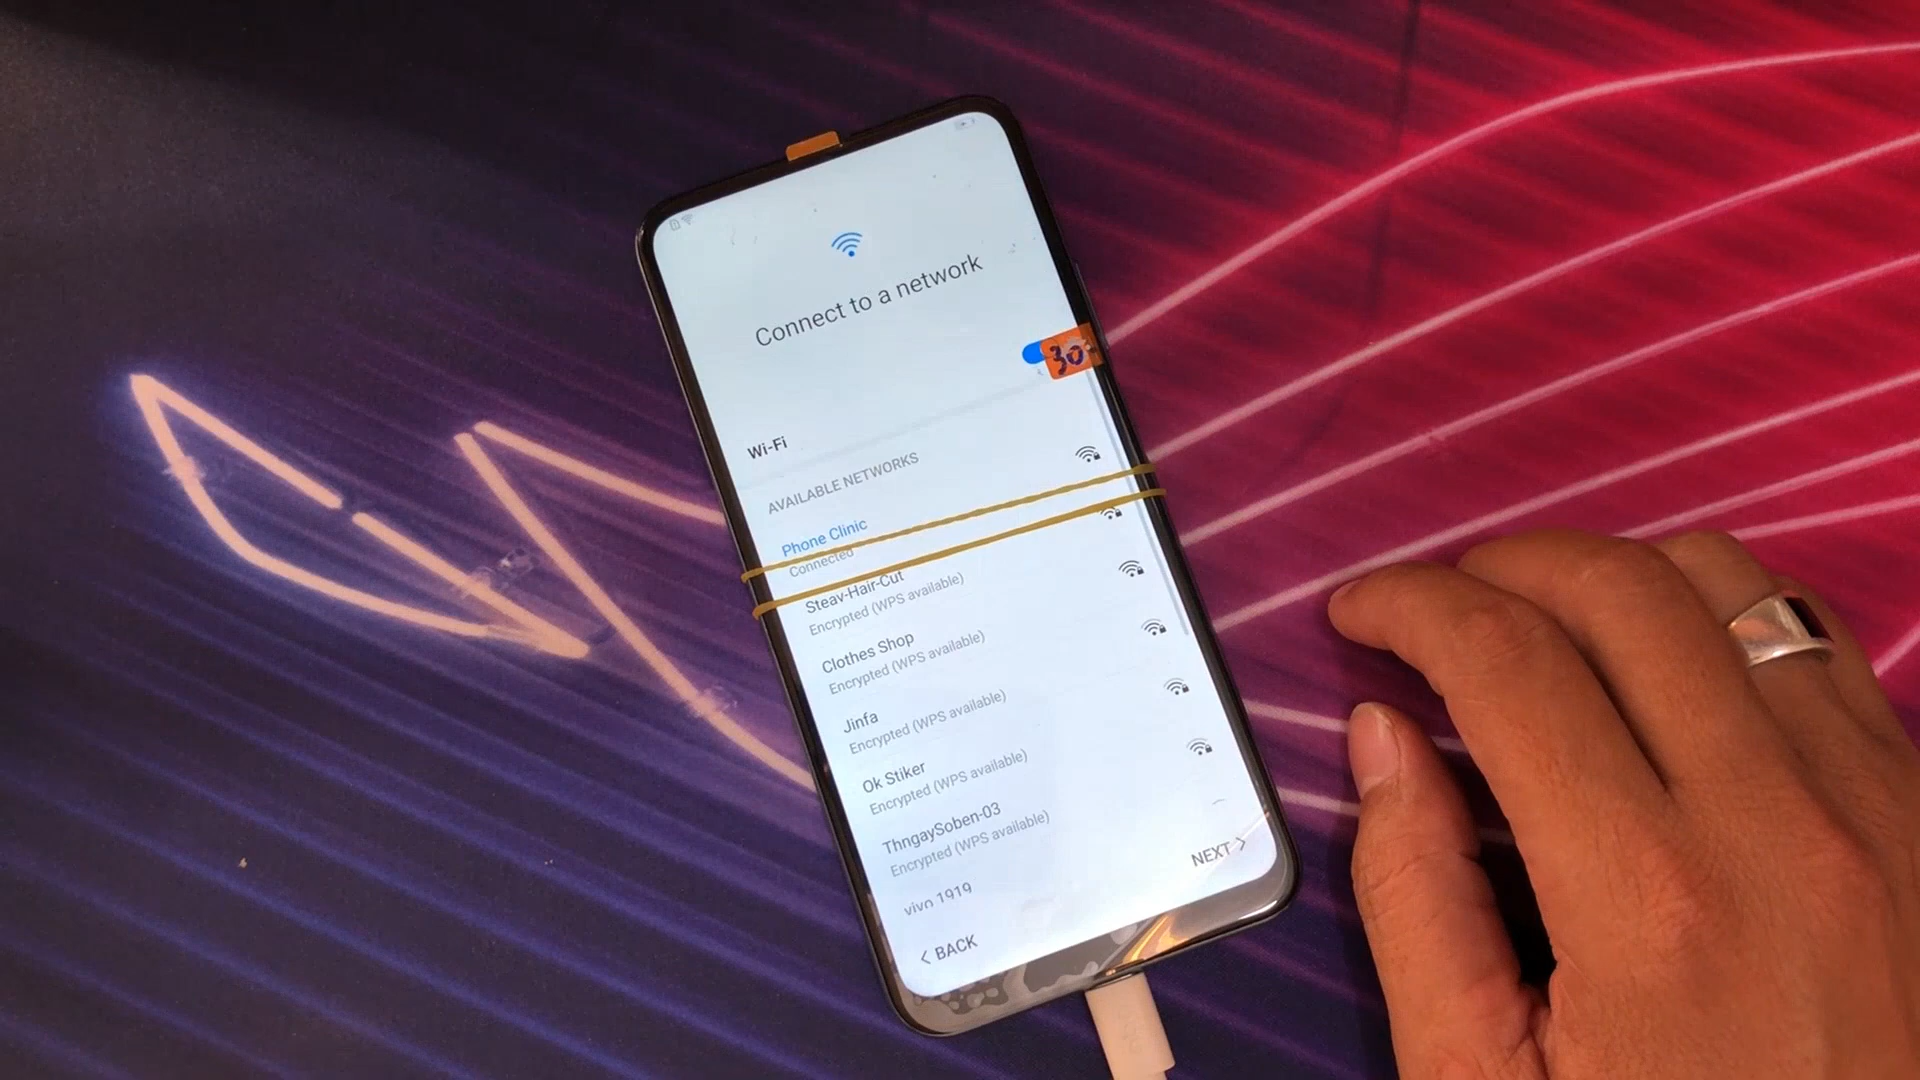 Connect to a network
30
Wi-Fi
AVAILABLE NETWORKS
Phone Clinic
Connected
Steav-Hair-Cut
Encrypted (WPS available)
Clothes Shop
Encrypted (WPS available)
Jinfa
Encrypted (WPS available)
Ok Stiker
Encrypted (WPS available)
ThngaySoben-03
Encrypted (WPS available)
vivo 1919
NEXT
BACK